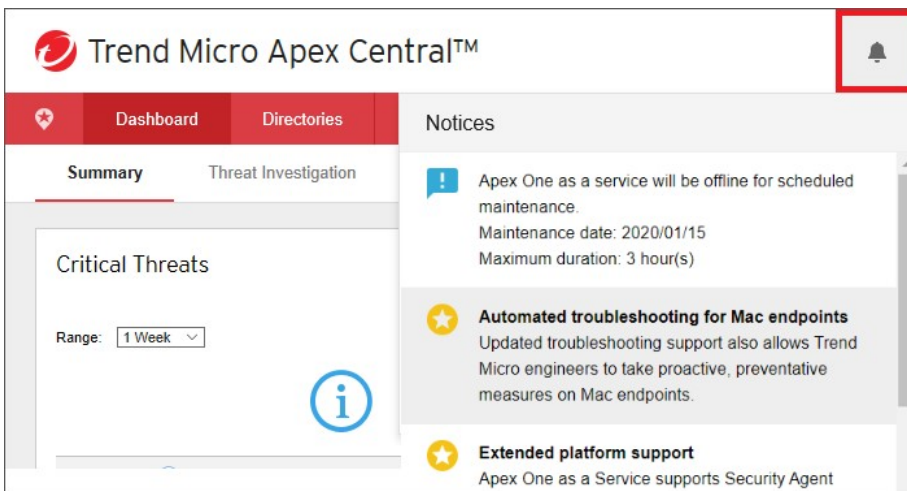 Trend Micro Apex Central™
Dashboard
Directories
Notices
Summary
Threat Investigation
Apex One as a service will be offline for scheduled
maintenance.
Maintenance date: 2020/01/15
Maximum duration: 3 hour(s)
Critical Threats
Range: 1 Week
Automated troubleshooting for Mac endpoints
Updated troubleshooting support also allows Trend
Micro engineers to take proactive, preventative
measures on Mac endpoints.
Extended platform support
Apex One as a Service supports Security Agent